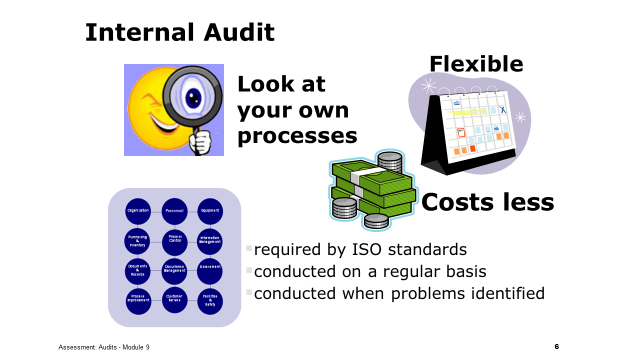 Internal Audit
Flexible
Look at
your own
processes
Costs less
Organization Personnel Equipment
Purchasing & Inventory Process Control Information Management
Documents & Records Occurrence Management Assessment
Process Improvement Customer Service Facilities & Safety
required by ISO standards
conducted on a regular basis
conducted when problems identified
Assessment: Audits - Module 9
6